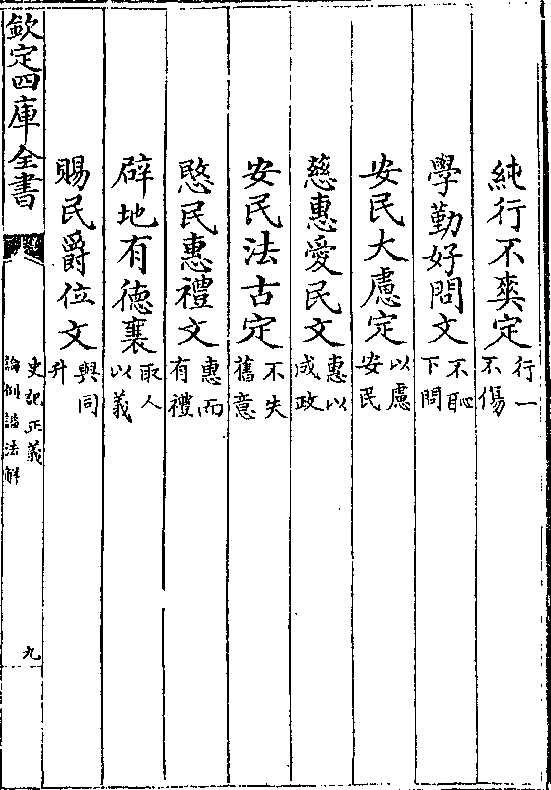 純行不爽定行一不傷
學勤好問文不恥下問
安民大慮定以慮安民
慈惠愛民文惠以成政
安民法古定不失舊意
愍民惠禮文惠而有禮
辟地有德襄取人以義
賜民爵位文與同升
欽定四庫全書
史記正義
論例諡法解
九